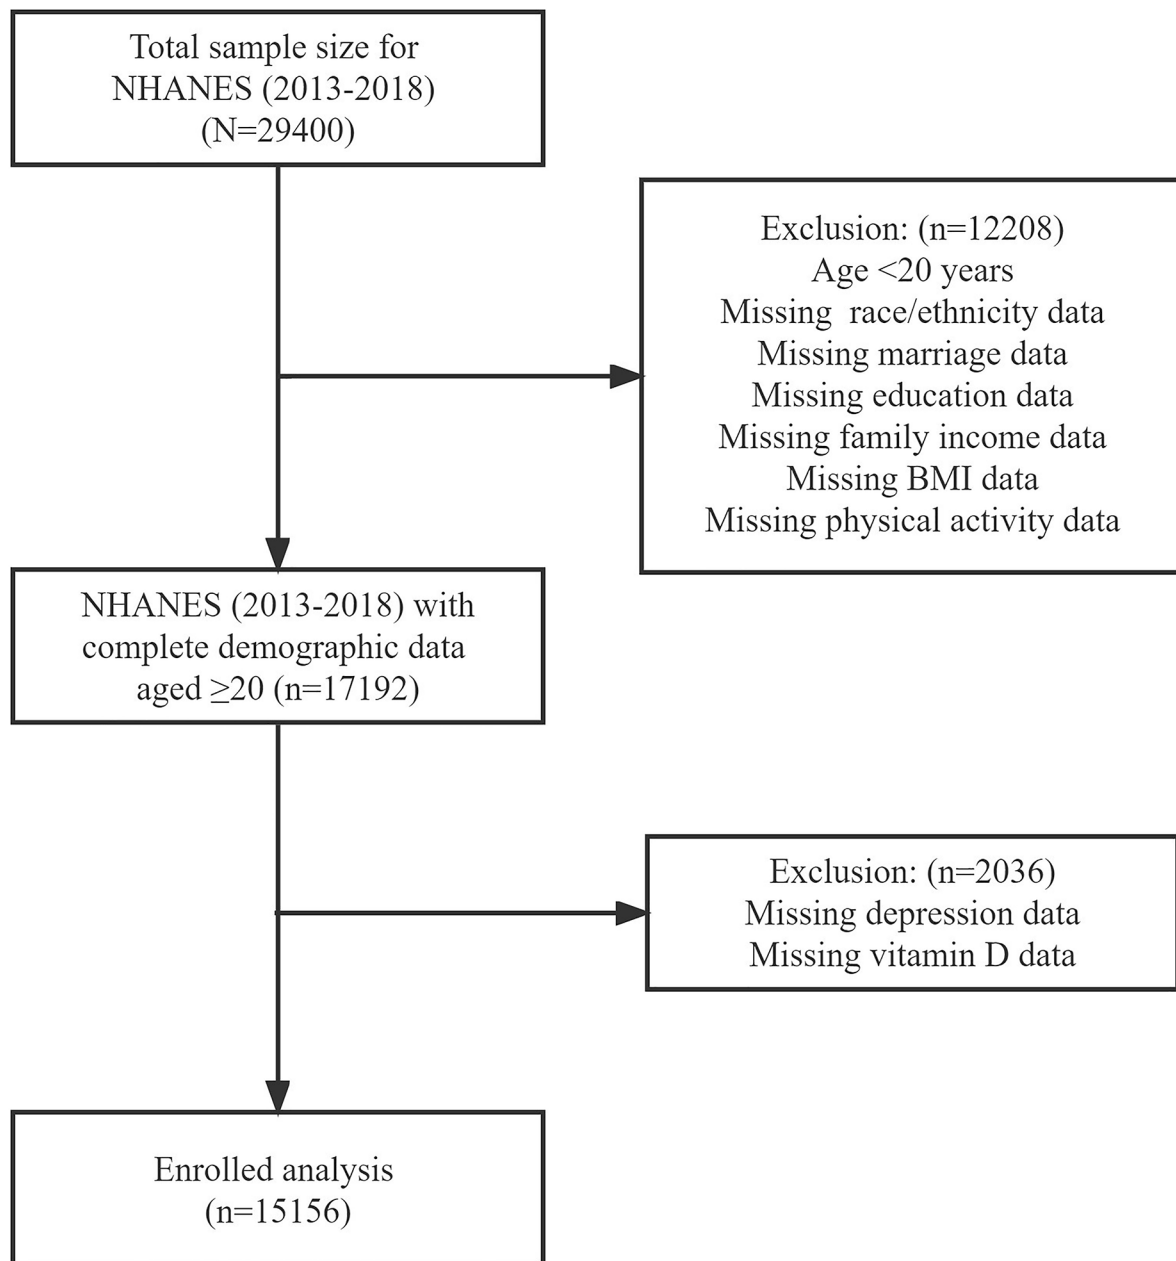 Total sample size for
NHANES (2013-2018)
(N=29400)
Exclusion: (n=12208)
Age <20 years
Missing  race/ethnicity data
Missing marriage data
Missing education data
Missing family income data
Missing BMI data
Missing physical activity data
NHANES (2013-2018) with
complete demographic data
aged ≥20 (n=17192)
Exclusion: (n=2036)
Missing depression data
Missing vitamin D data
Enrolled analysis
(n=15156)